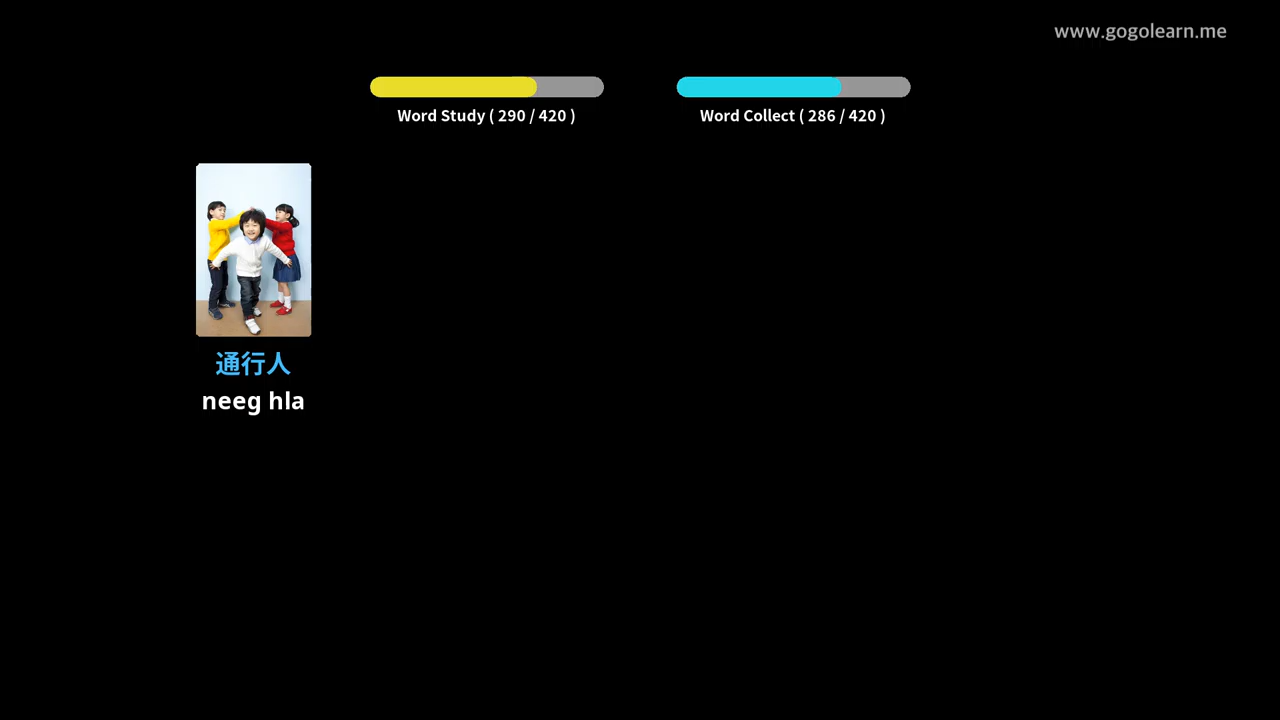 www.gogolearn.me
Word Study ( 290 / 420 )
Word Collect ( 286 / 420 )
通行人
neeg hla